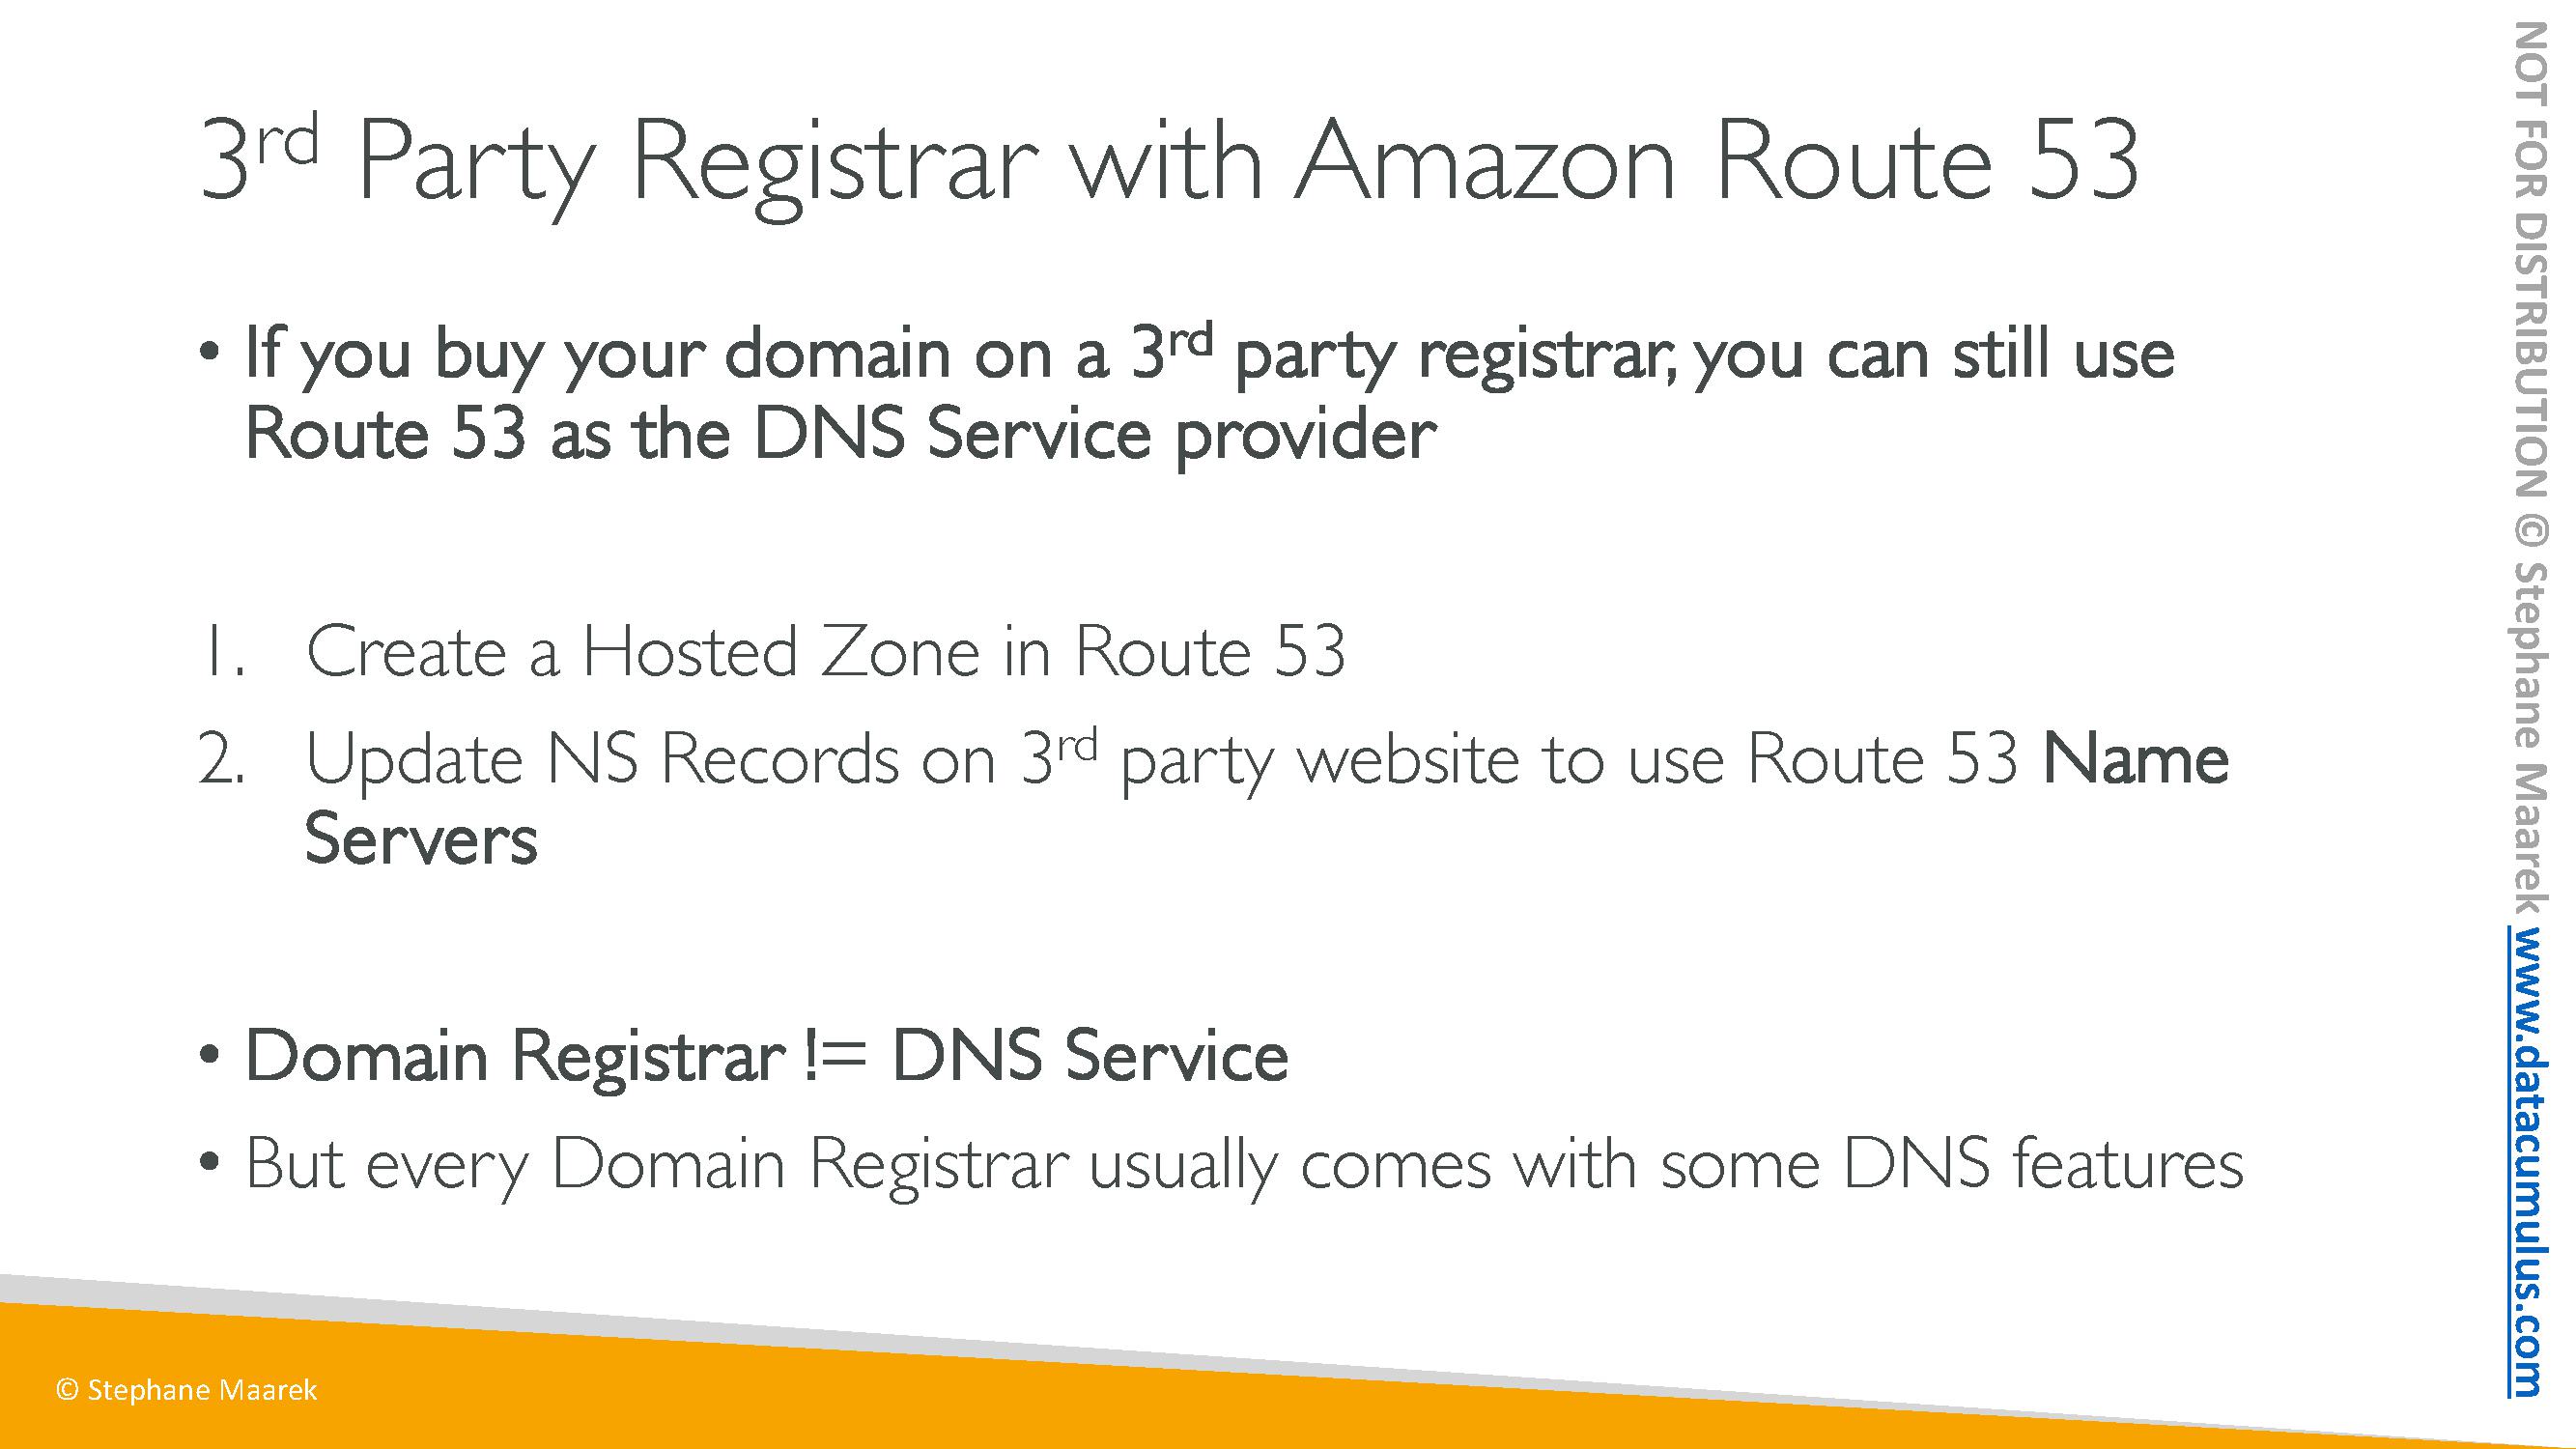 3rd Party Registrar with Amazon Route 53
• If you buy your domain on a 3rd party registrar, you can still use
Route 53 as the DNS Service provider
1. Create a Hosted Zone in Route 53
2. Update NS Records on 3rd party website to use Route 53 Name
Servers
• Domain Registrar != DNS Service
• But every Domain Registrar usually comes with some DNS features
© Stephane Maarek
NOT FOR DISTRIBUTION © Stephane Maarek www.datacumulus.com